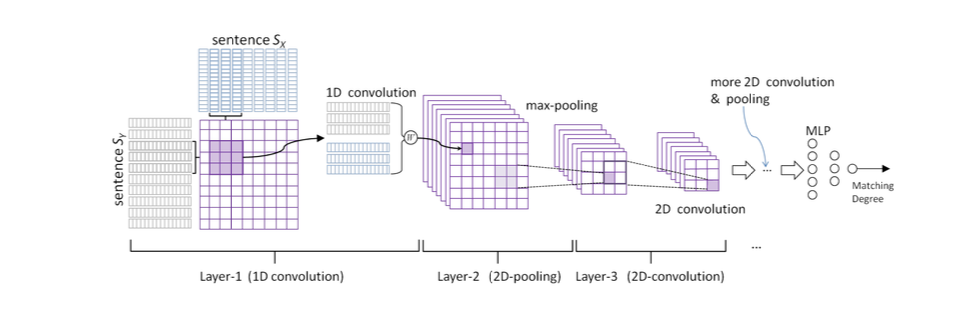 sentence S_X
sentence S_Y
1D convolution
max-pooling
more 2D convolution
& pooling
...
MLP
Matching
Degree
2D convolution
...
Layer-1 (1D convolution)
Layer-2 (2D-pooling)
Layer-3 (2D-convolution)